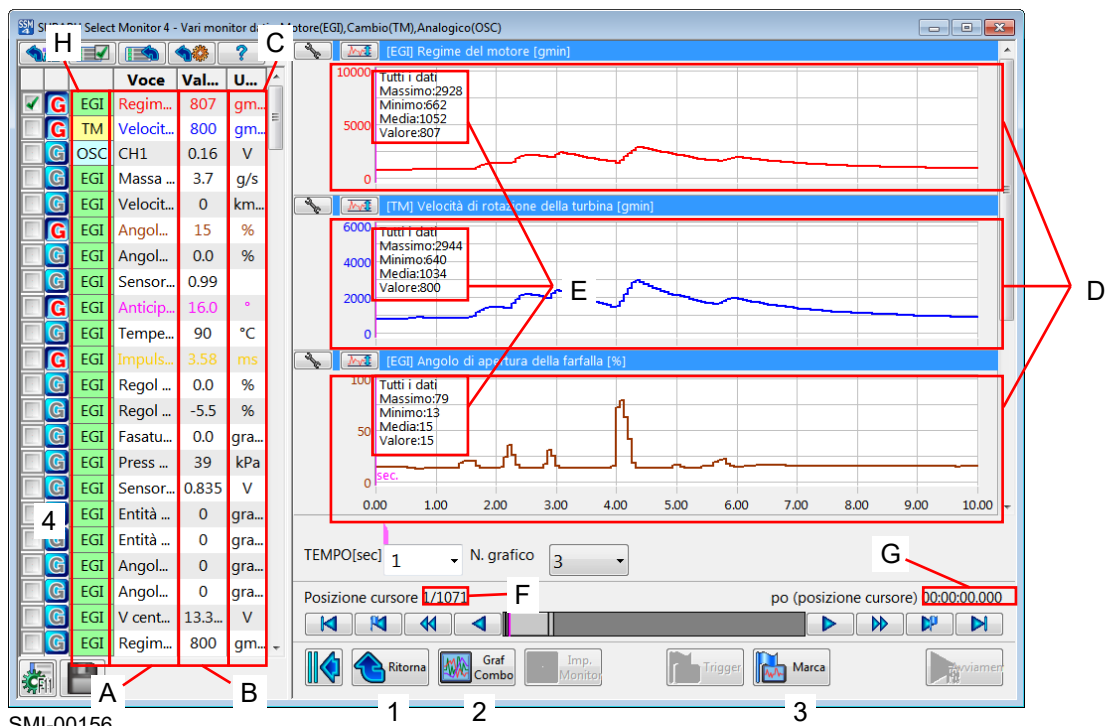 SUBARU Select Monitor 4 - Vari monitor dati: Motore(EGI),Cambio(TM),Analogico(OSC)
H
C
Voce Val... U...
G EGI Regim... 807 gm...
G TM Velocit... 800 gm...
G OSC CH1 0.16 V
G EGI Massa ... 3.7 g/s
G EGI Velocit... 0 km...
G EGI Angol... 15 %
G EGI Angol... 0.0 %
G EGI Sensor... 0.99
G EGI Anticip... 16.0 °
G EGI Tempe... 90 °C
G EGI Impuls... 3.58 ms
G EGI Regol ... 0.0 %
G EGI Regol ... -5.5 %
G EGI Fasatu... 0.0 gra...
G EGI Press ... 39 kPa
G EGI Sensor... 0.835 V
EGI Entità ... 0 gra...
4
EGI Entità ... 0 gra...
G EGI Angol... 0 gra...
G EGI Angol... 0 gra...
G EGI V cent... 13.3... V
G EGI Regim... 800 gm...
A
B
[EGI] Regime del motore [gmin]
10000
5000
0
Tutti i dati
Massimo:2928
Minimo:662
Media:1052
Valore:807
[TM] Velocità di rotazione della turbina [gmin]
6000
4000
2000
0
Tutti i dati
Massimo:2944
Minimo:640
Media:1034
Valore:800
E
D
[EGI] Angolo di apertura della farfalla [%]
100
50
0
Tutti i dati
Massimo:79
Minimo:13
Media:15
Valore:15
sec.
0.00 1.00 2.00 3.00 4.00 5.00 6.00 7.00 8.00 9.00 10.00
TEMPO[sec] 1 N. grafico 3
G
Posizione cursore 1/1071 F po (posizione cursore) 00:00:00.000
Ritorna
Graf Combo
Imp. Monitor
Trigger
Marca
1
2
3
SMI-00156